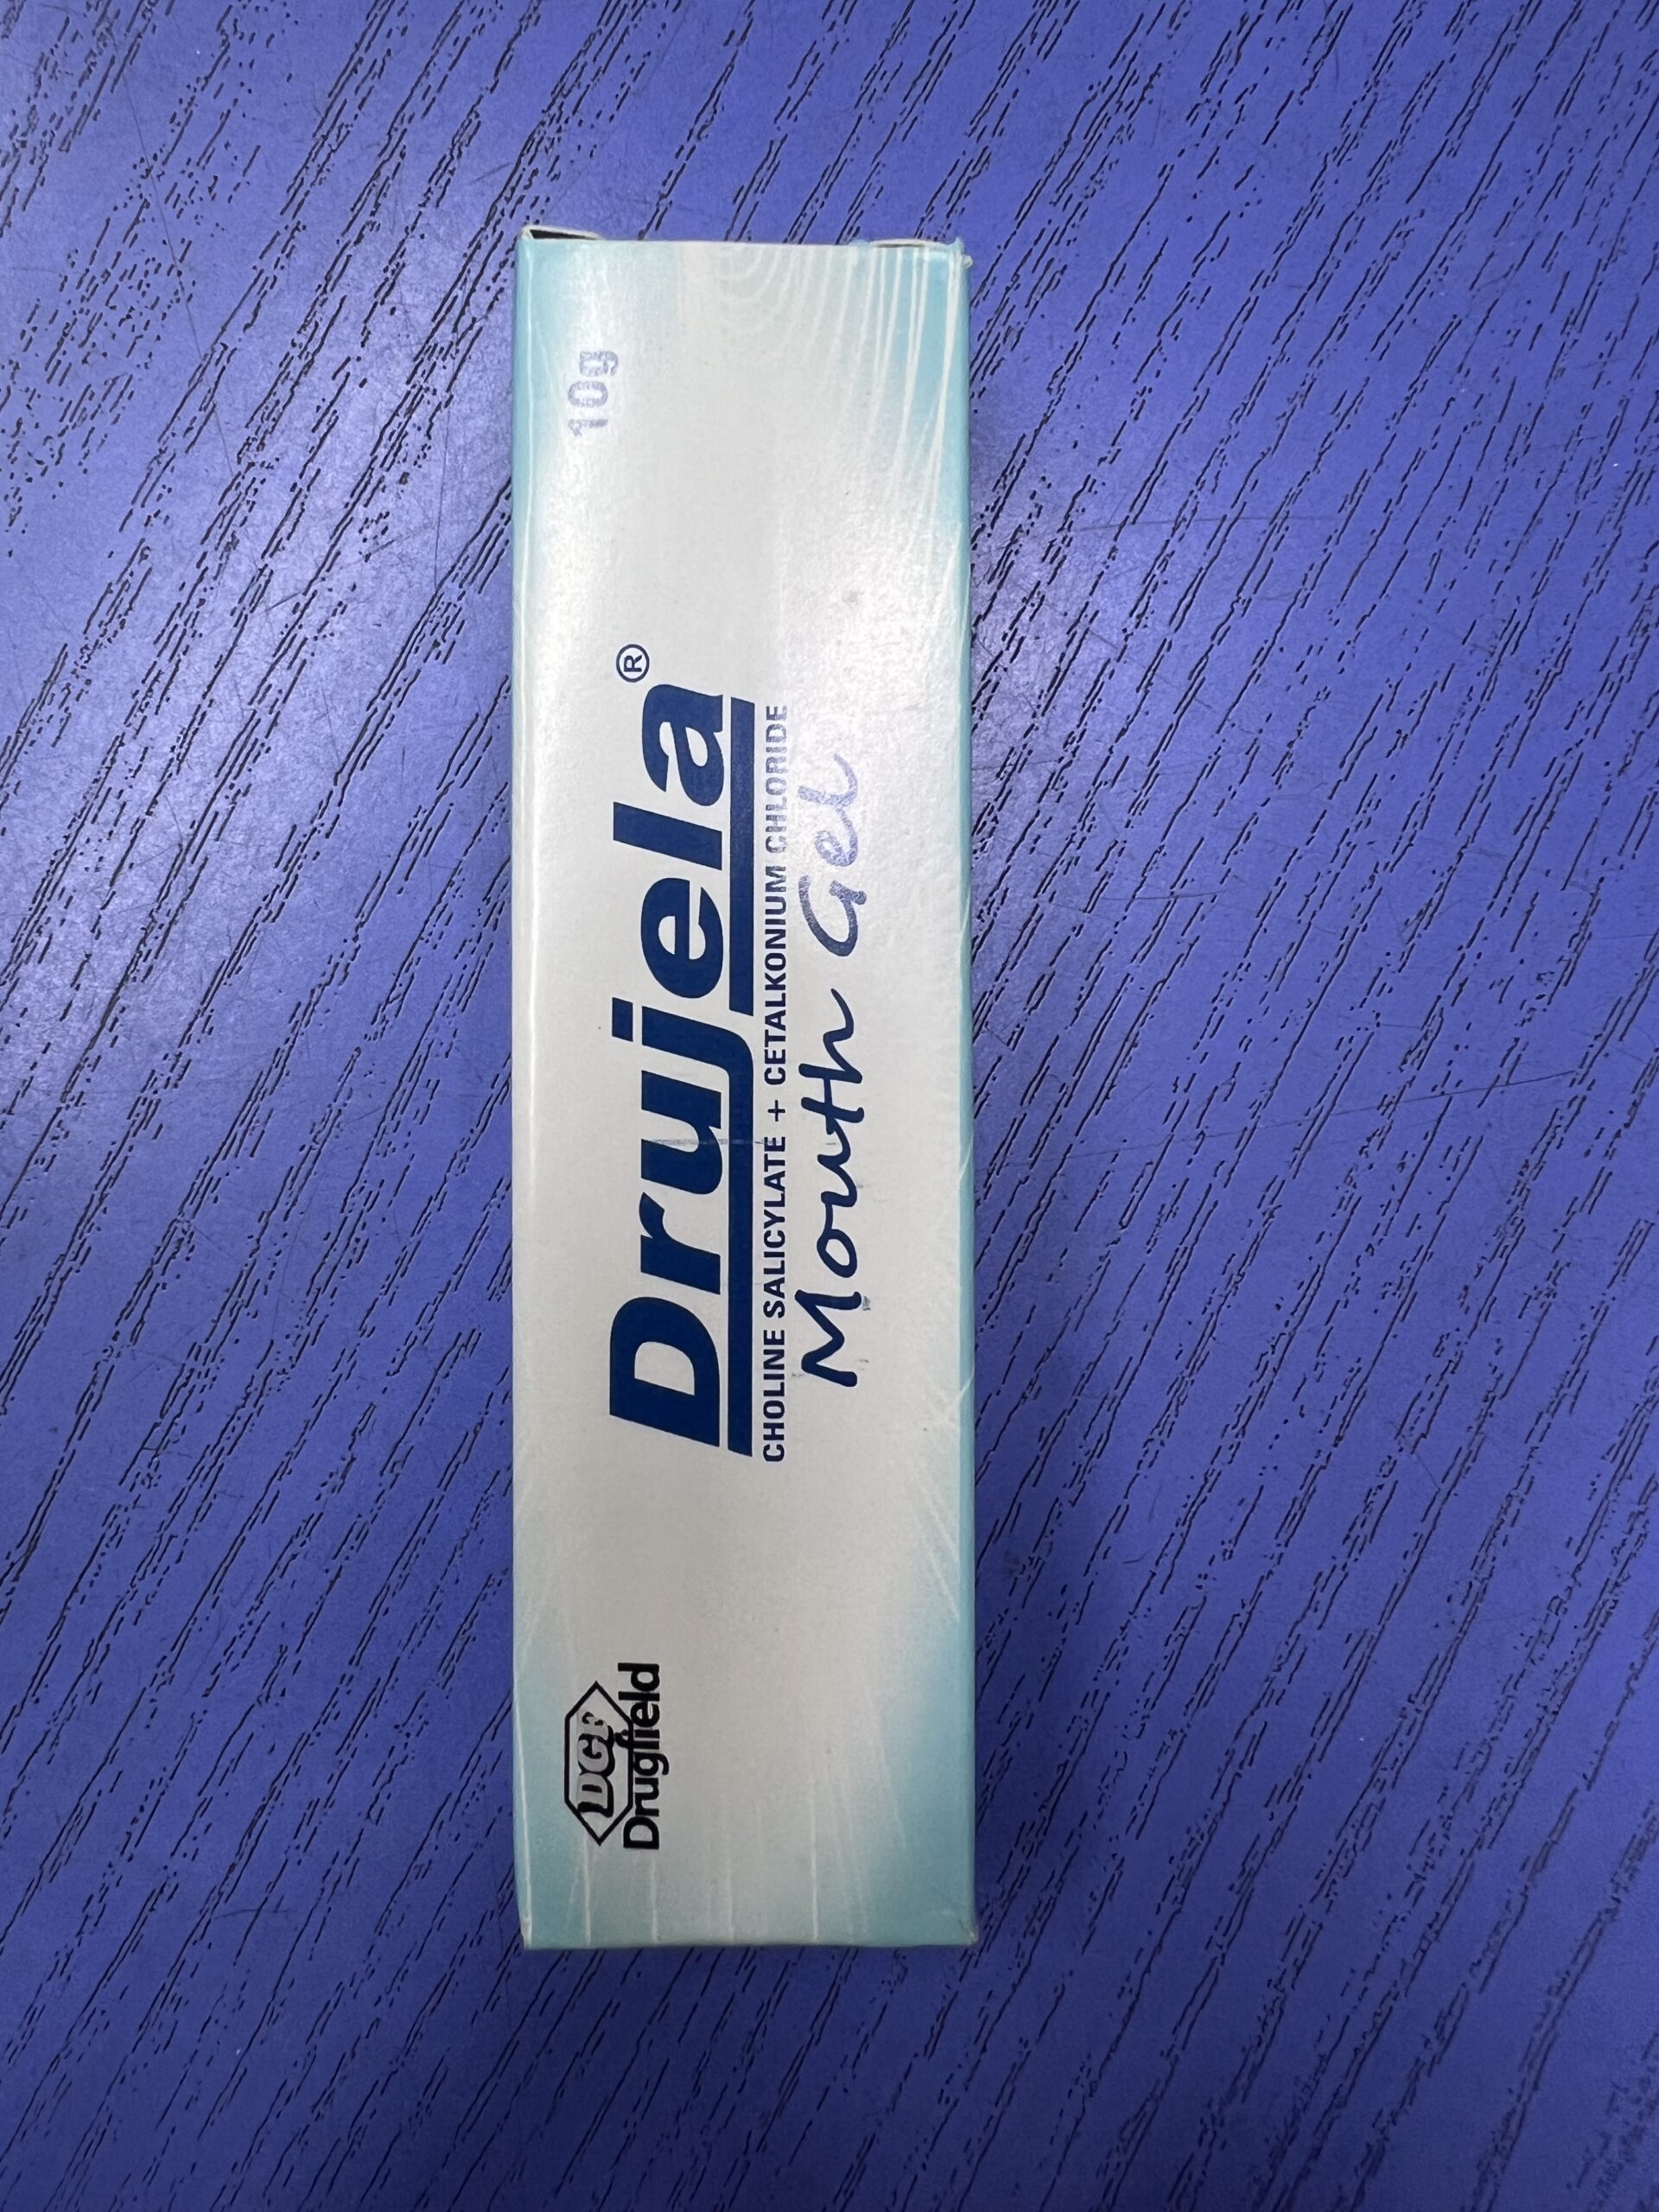 DGF
Drugfield
10g
Drujela®
CHOLINE SALICYLATE + CETALKONIUM CHLORIDE
Mouth Gel